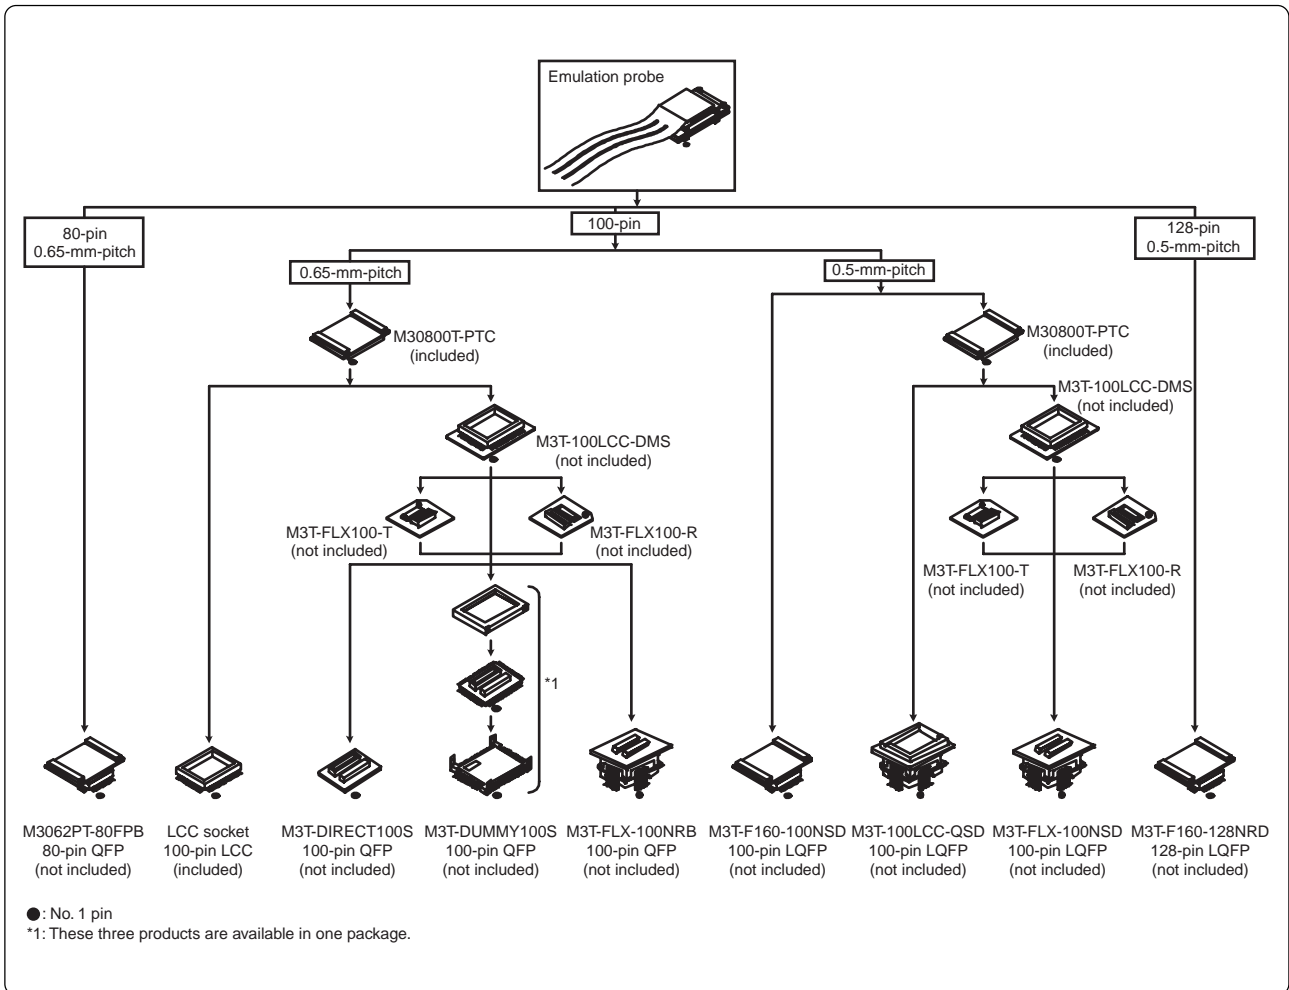 Emulation probe
80-pin
0.65-mm-pitch
100-pin
128-pin
0.5-mm-pitch
0.65-mm-pitch
0.5-mm-pitch
M30800T-PTC
(included)
M30800T-PTC
(included)
M3T-100LCC-DMS
(not included)
M3T-100LCC-DMS
(not included)
M3T-FLX100-T
(not included)
M3T-FLX100-R
(not included)
M3T-FLX100-T
(not included)
M3T-FLX100-R
(not included)
*1
M3062PT-80FPB
80-pin QFP
(not included)
LCC socket
100-pin LCC
(included)
M3T-DIRECT100S
100-pin QFP
(not included)
M3T-DUMMY100S
100-pin QFP
(not included)
M3T-FLX-100NRB
100-pin QFP
(not included)
M3T-F160-100NSD
100-pin LQFP
(not included)
M3T-100LCC-QSD
100-pin LQFP
(not included)
M3T-FLX-100NSD
100-pin LQFP
(not included)
M3T-F160-128NRD
128-pin LQFP
(not included)
●: No. 1 pin
*1: These three products are available in one package.